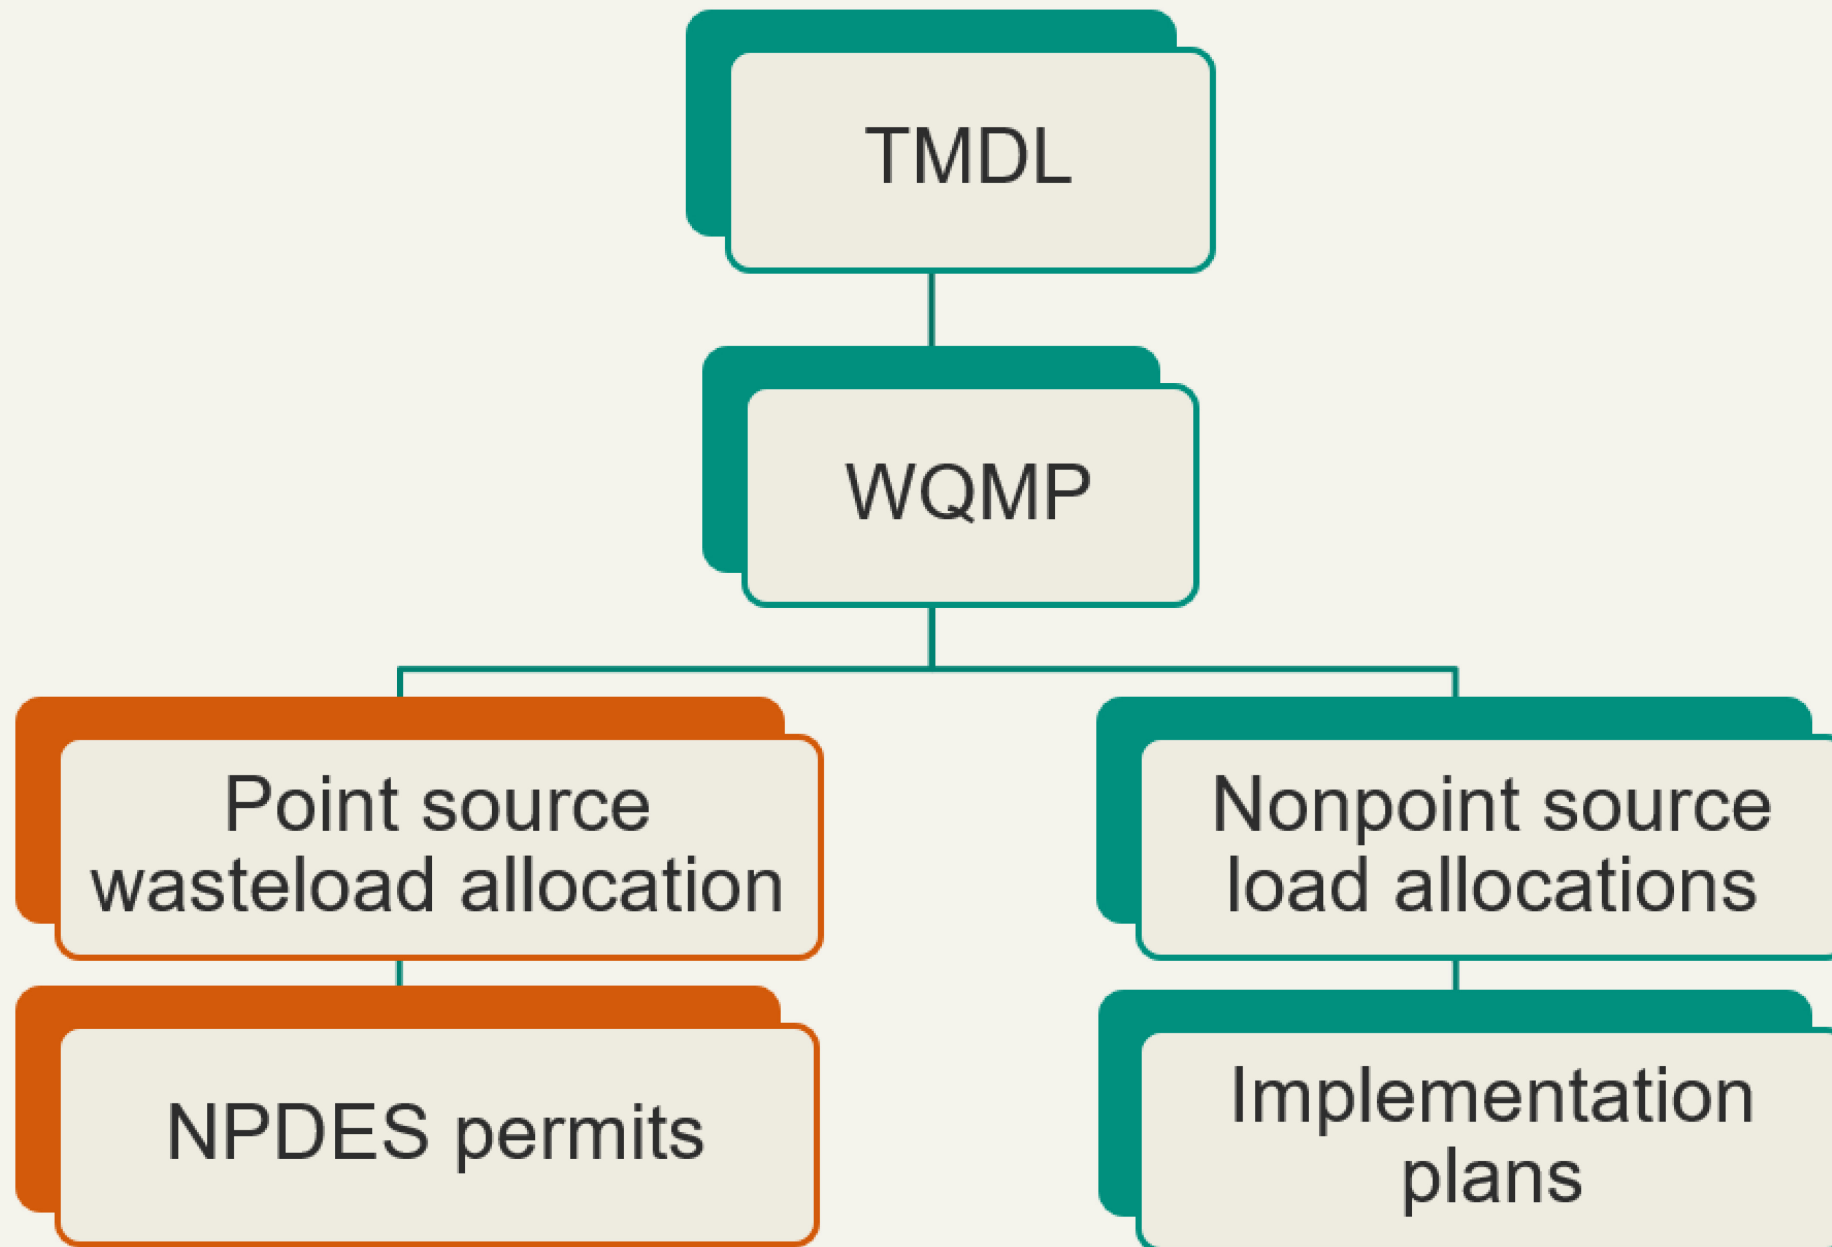 TMDL
WQMP
Point source
wasteload allocation
Nonpoint source
load allocations
NPDES permits
Implementation
plans